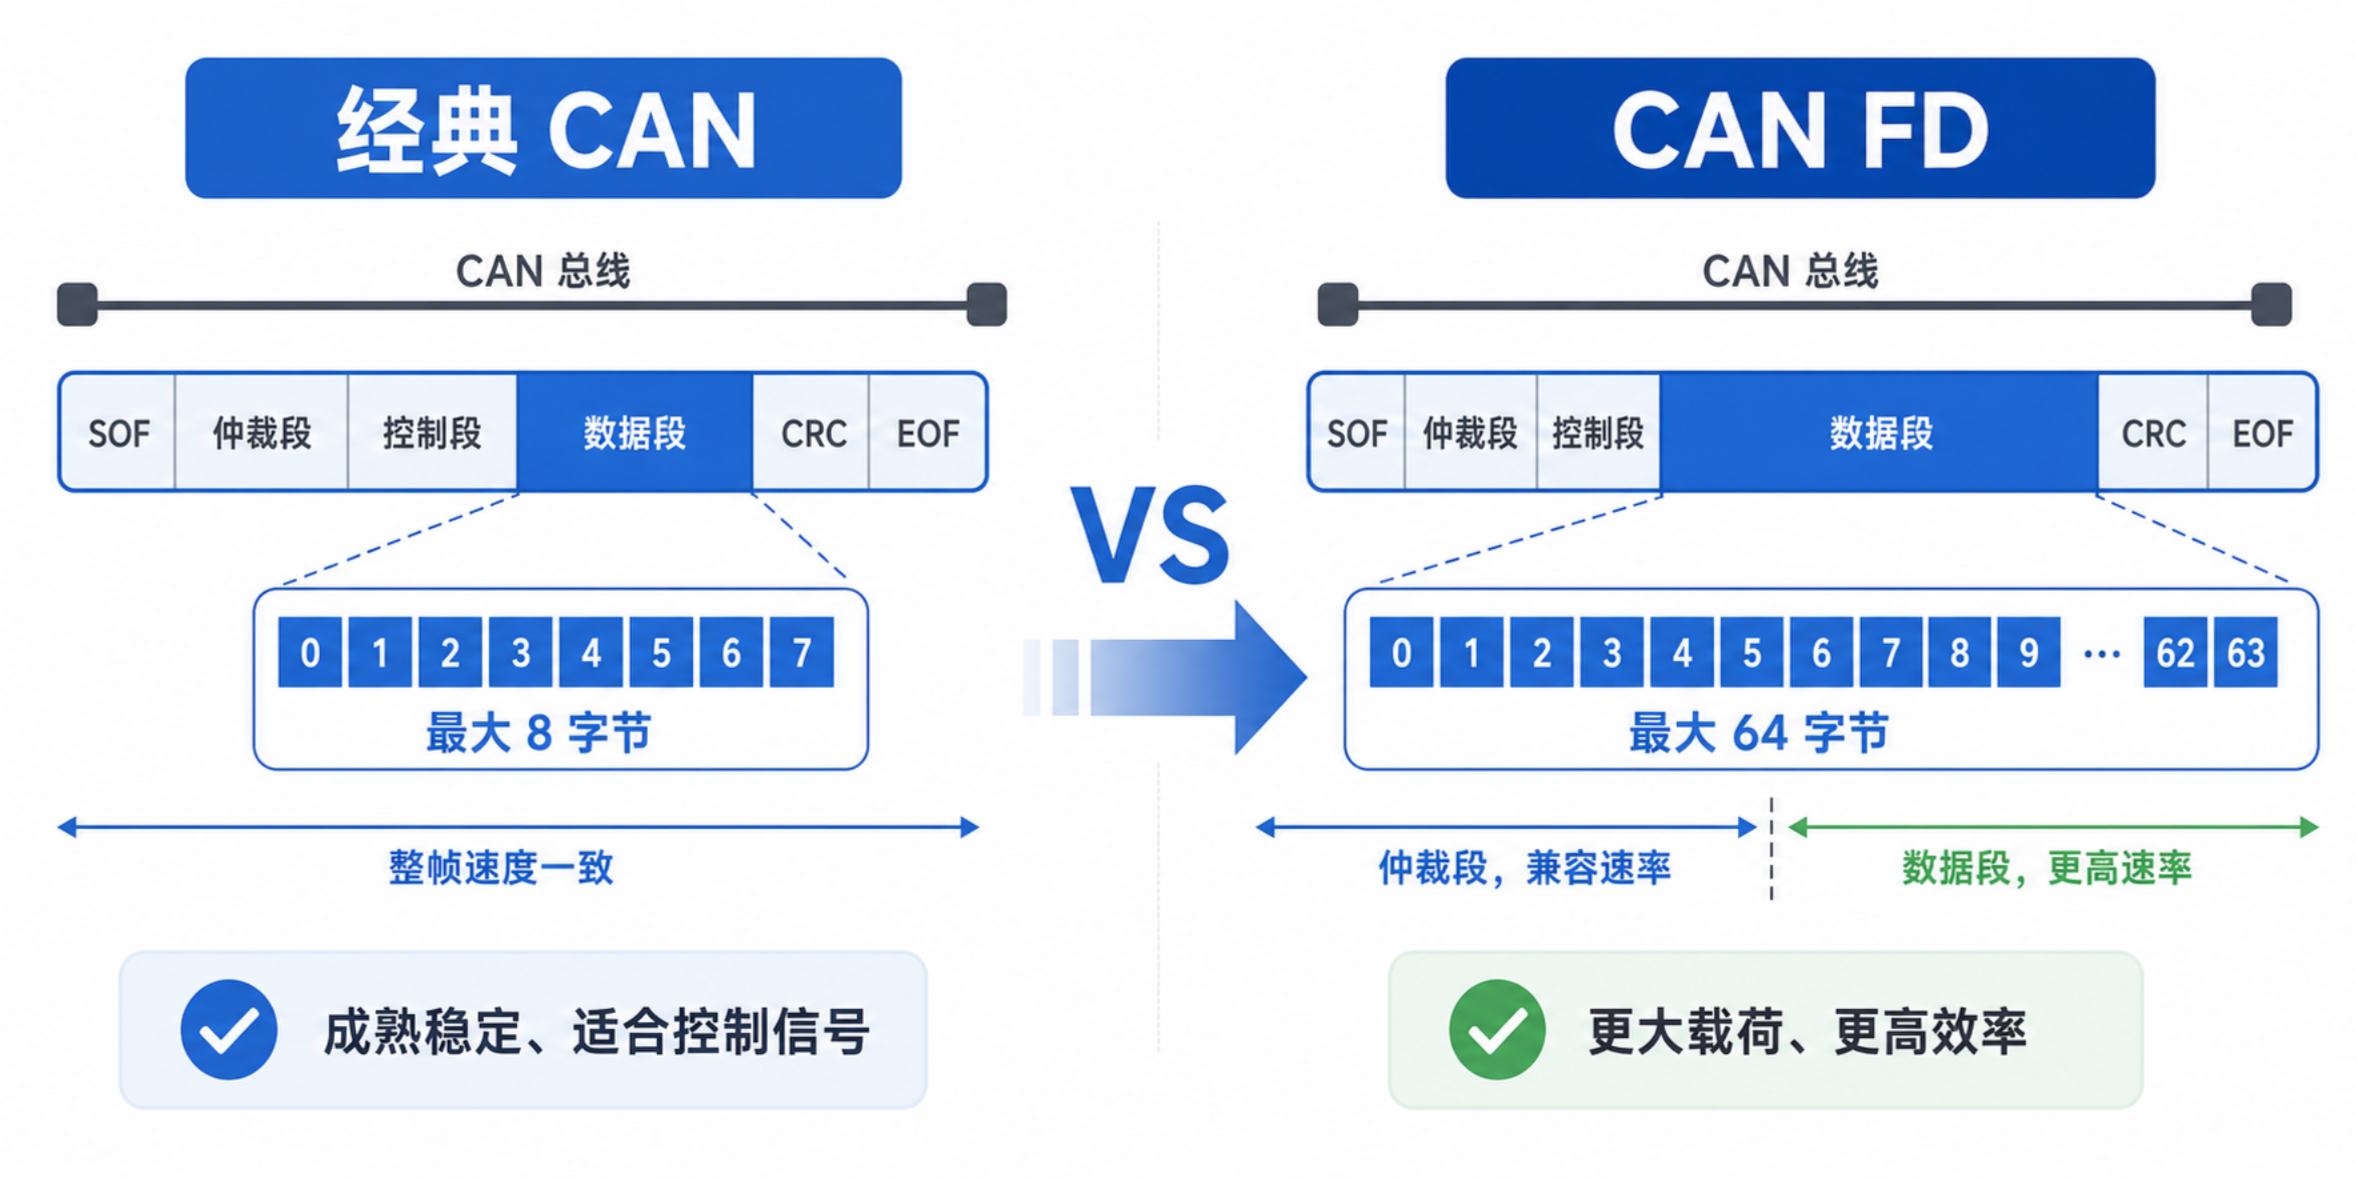 经典 CAN
CAN 总线
SOF 仲裁段 控制段 数据段 CRC EOF
0 1 2 3 4 5 6 7
最大 8 字节
整帧速度一致
成熟稳定、适合控制信号
VS
CAN FD
CAN 总线
SOF 仲裁段 控制段 数据段 CRC EOF
0 1 2 3 4 5 6 7 8 9 ··· 62 63
最大 64 字节
仲裁段，兼容速率 数据段，更高速率
更大载荷、更高效率